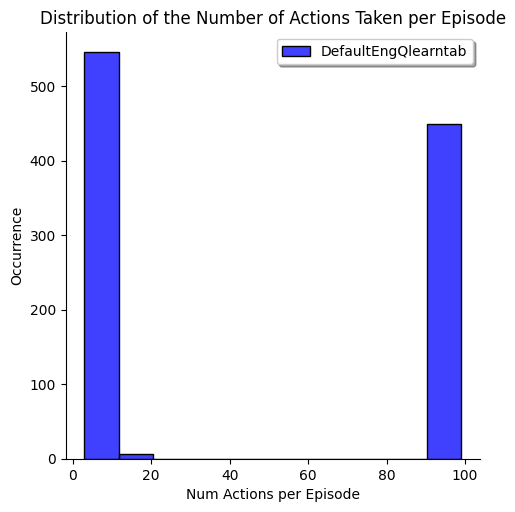 Distribution of the Number of Actions Taken per Episode
DefaultEngQlearntab
Occurrence
500
400
300
200
100
0
0 20 40 60 80 100
Num Actions per Episode